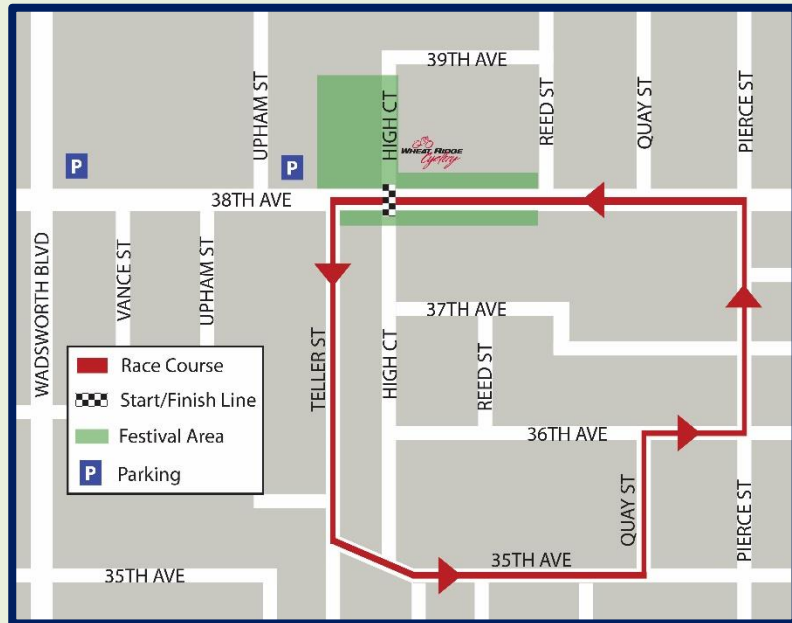 39TH AVE
UPHAM ST
HIGH CT
REED ST
QUAY ST
PIERCE ST
WHEAT RIDGE
Cyclery
P
P
38TH AVE
WADSWORTH BLVD
VANCE ST
UPHAM ST
TELLER ST
HIGH CT
37TH AVE
REED ST
Race Course
Start/Finish Line
Festival Area
P Parking
36TH AVE
QUAY ST
PIERCE ST
35TH AVE
35TH AVE